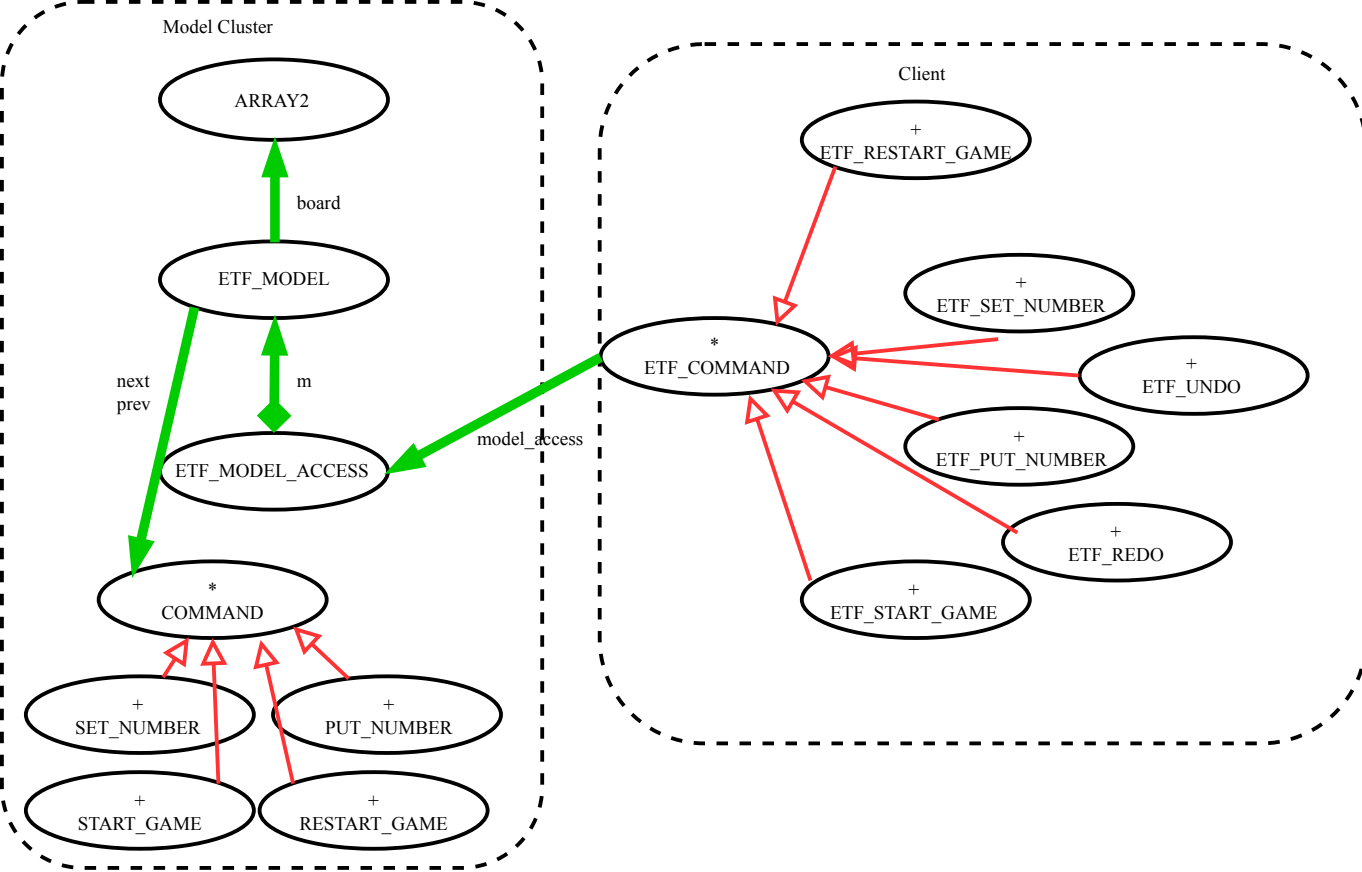 Model Cluster
ARRAY2
board
ETF_MODEL
next
prev
m
ETF_MODEL_ACCESS
model_access
*
COMMAND
+
SET_NUMBER
+
PUT_NUMBER
+
START_GAME
+
RESTART_GAME
Client
+
ETF_RESTART_GAME
+
ETF_SET_NUMBER
*
ETF_COMMAND
+
ETF_UNDO
+
ETF_PUT_NUMBER
+
ETF_REDO
+
ETF_START_GAME